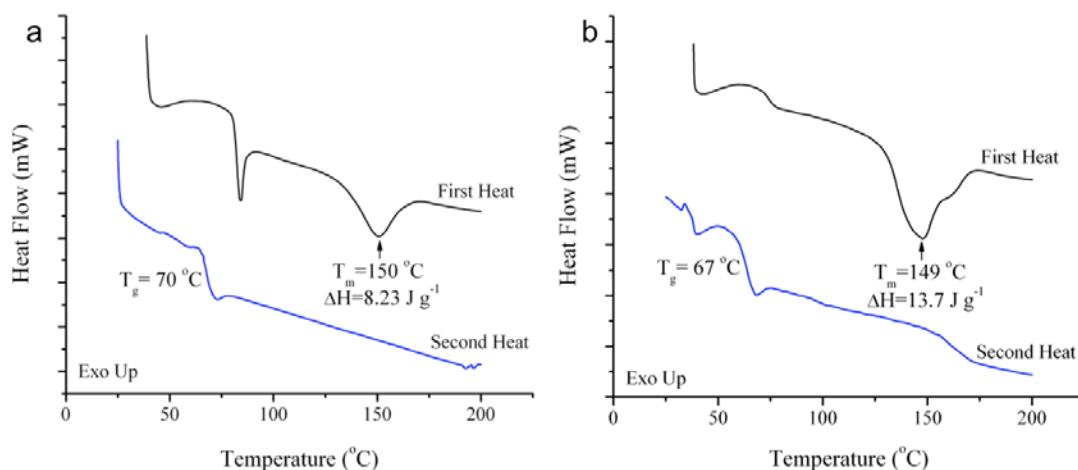 a
Heat Flow (mW)
First Heat
Tg= 70 °C
Tm=150 °C
ΔH=8.23 J g-1
Second Heat
Exo Up
0 50 100 150 200
Temperature (°C)
b
Heat Flow (mW)
First Heat
Tg= 67 °C
Tm=149 °C
ΔH=13.7 J g-1
Second Heat
Exo Up
0 50 100 150 200
Temperature (°C)